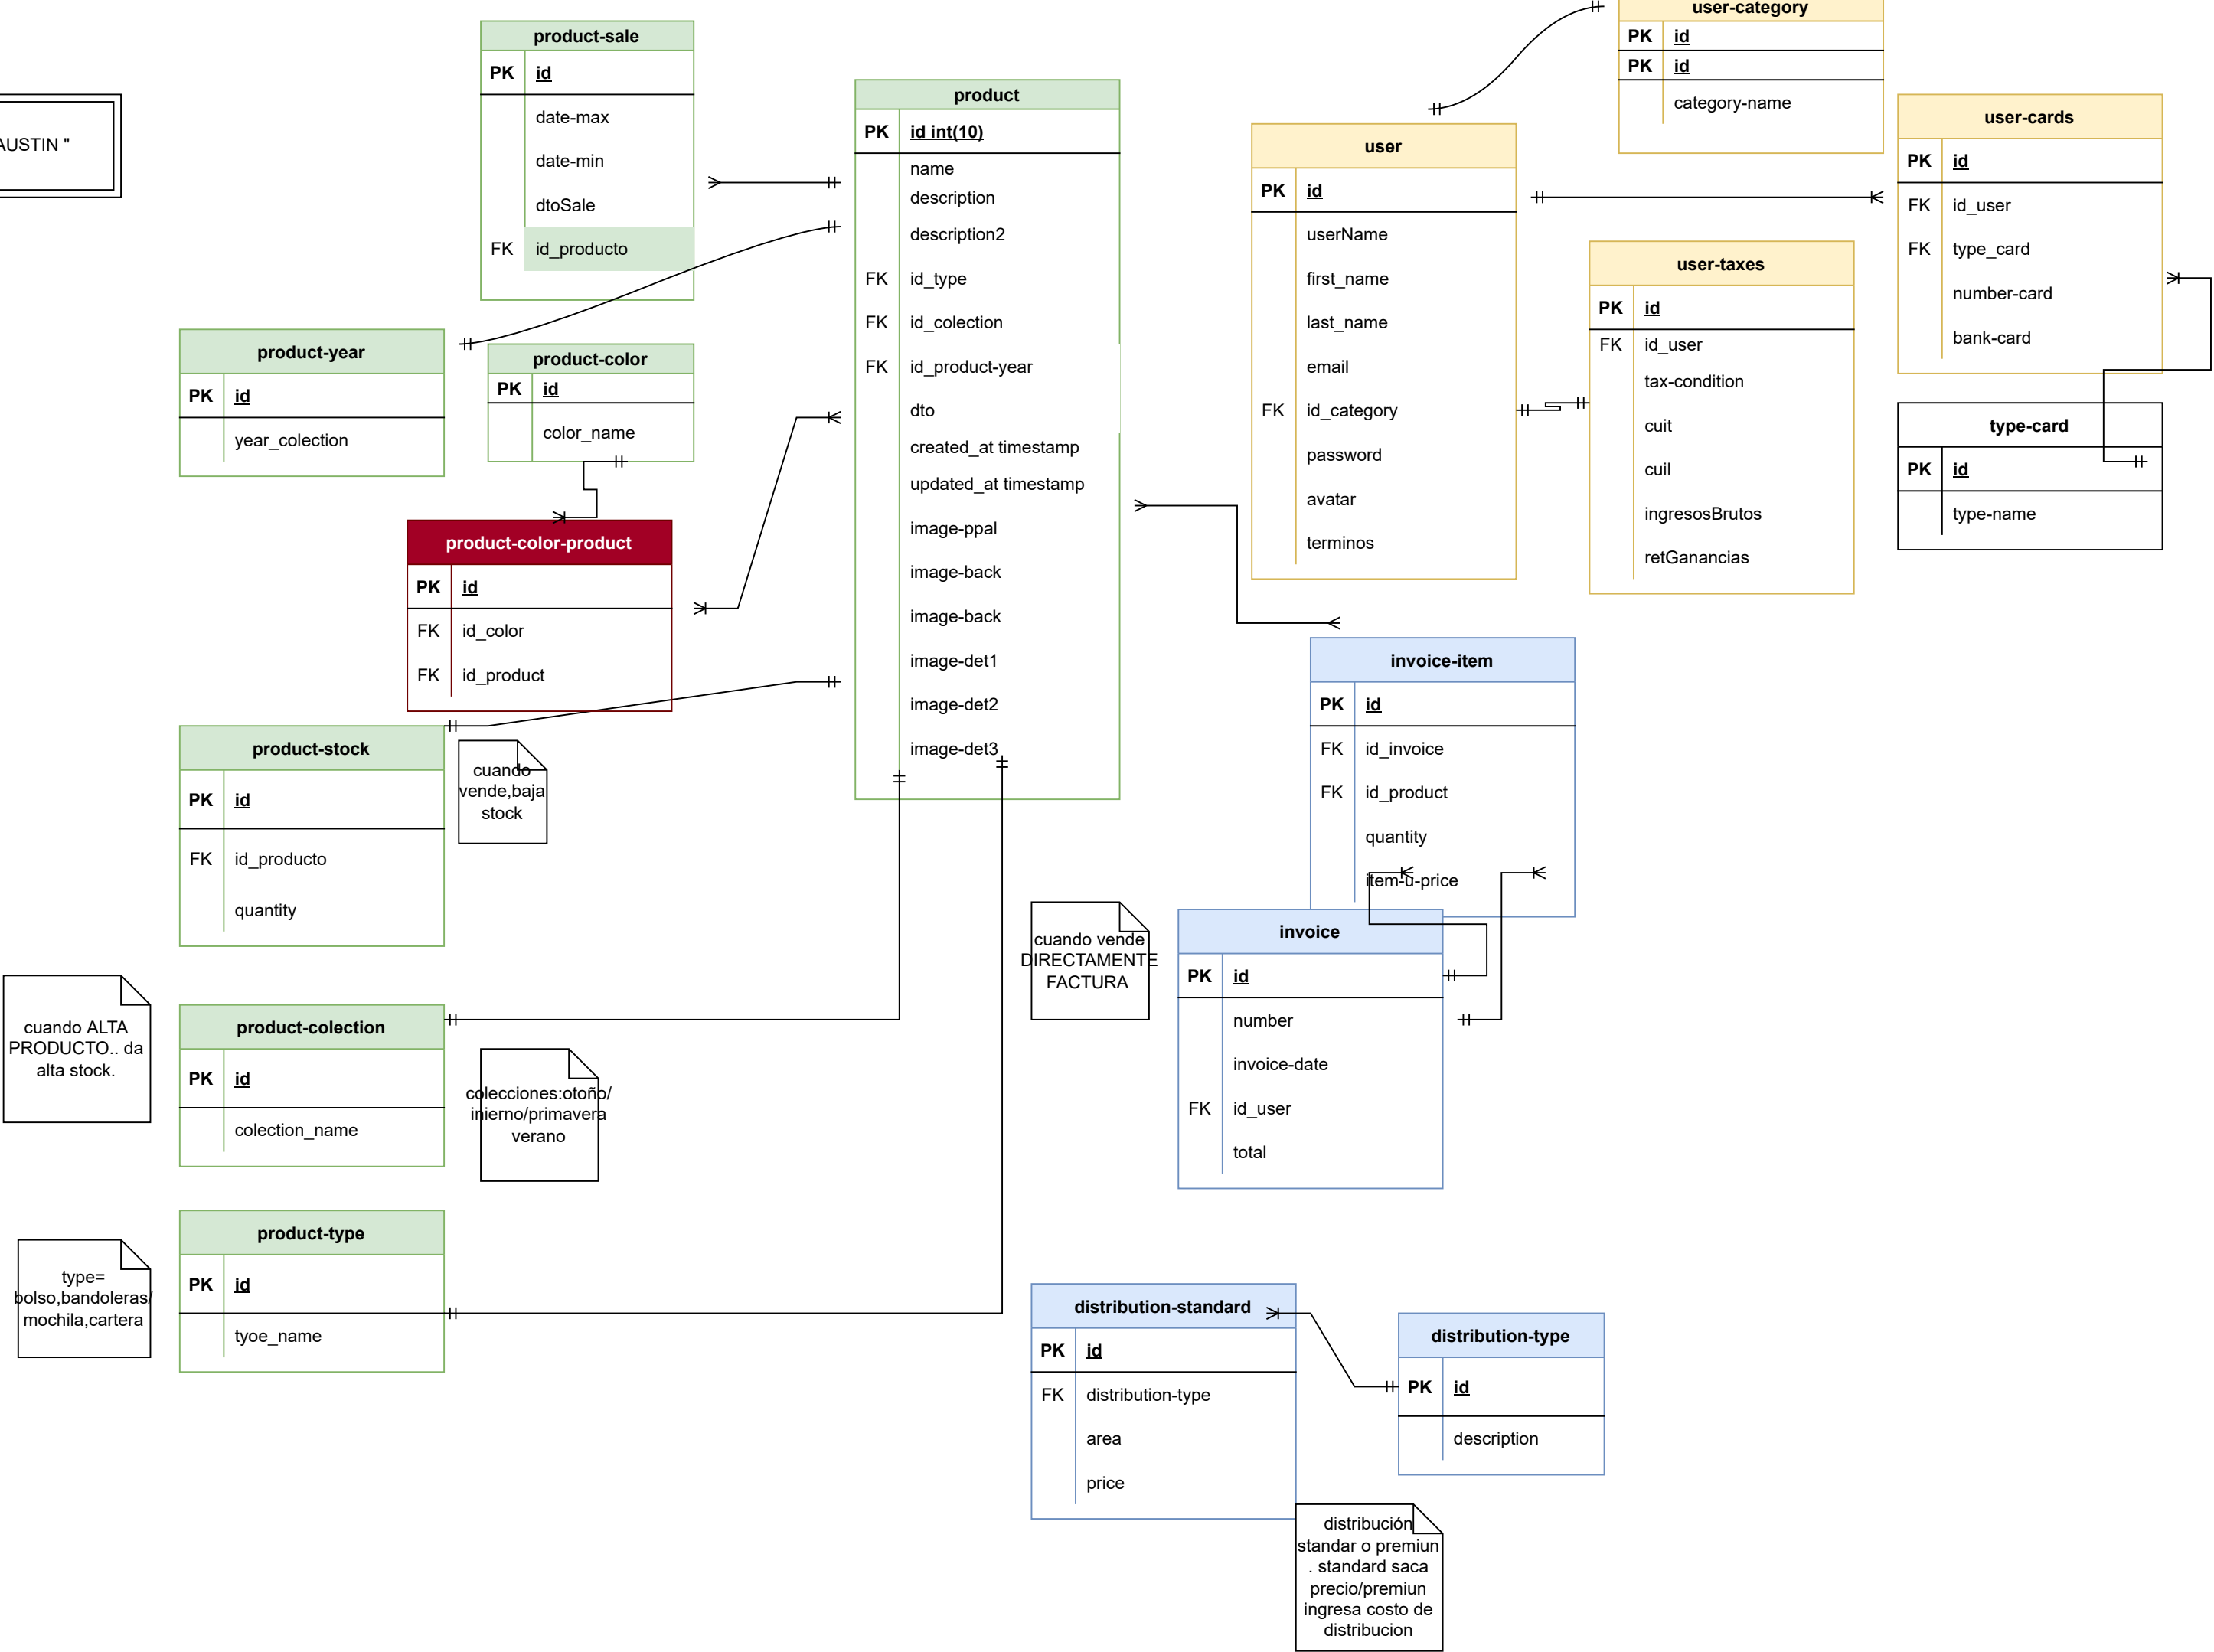 AUSTIN "
product-sale
PK id
date-max
date-min
dtoSale
FK id_producto
product
PK id int(10)
name
description
description2
FK id_type
FK id_colection
FK id_product-year
dto
created_at timestamp
updated_at timestamp
image-ppal
image-back
image-back
image-det1
image-det2
image-det3
user-category
PK id
PK id
category-name
user
PK id
userName
first_name
last_name
email
FK id_category
password
avatar
terminos
user-cards
PK id
FK id_user
FK type_card
number-card
bank-card
user-taxes
PK id
FK id_user
tax-condition
cuit
cuil
ingresosBrutos
retGanancias
type-card
PK id
type-name
product-year
PK id
year_colection
product-color
PK id
color_name
product-color-product
PK id
FK id_color
FK id_product
product-stock
PK id
FK id_producto
quantity
cuando
vende,baja
stock
invoice-item
PK id
FK id_invoice
FK id_product
quantity
item-u-price
cuando vende
DIRECTAMENTE
FACTURA
invoice
PK id
number
invoice-date
FK id_user
total
cuando ALTA
PRODUCTO.. da
alta stock.
product-colection
PK id
colection_name
colecciones:otoño/
inierno/primavera
verano
type=
bolso,bandoleras/
mochila,cartera
product-type
PK id
tyoe_name
distribution-standard
PK id
FK distribution-type
area
price
distribution-type
PK id
description
distribución
standar o premiun
. standard saca
precio/premiun
ingresa costo de
distribucion